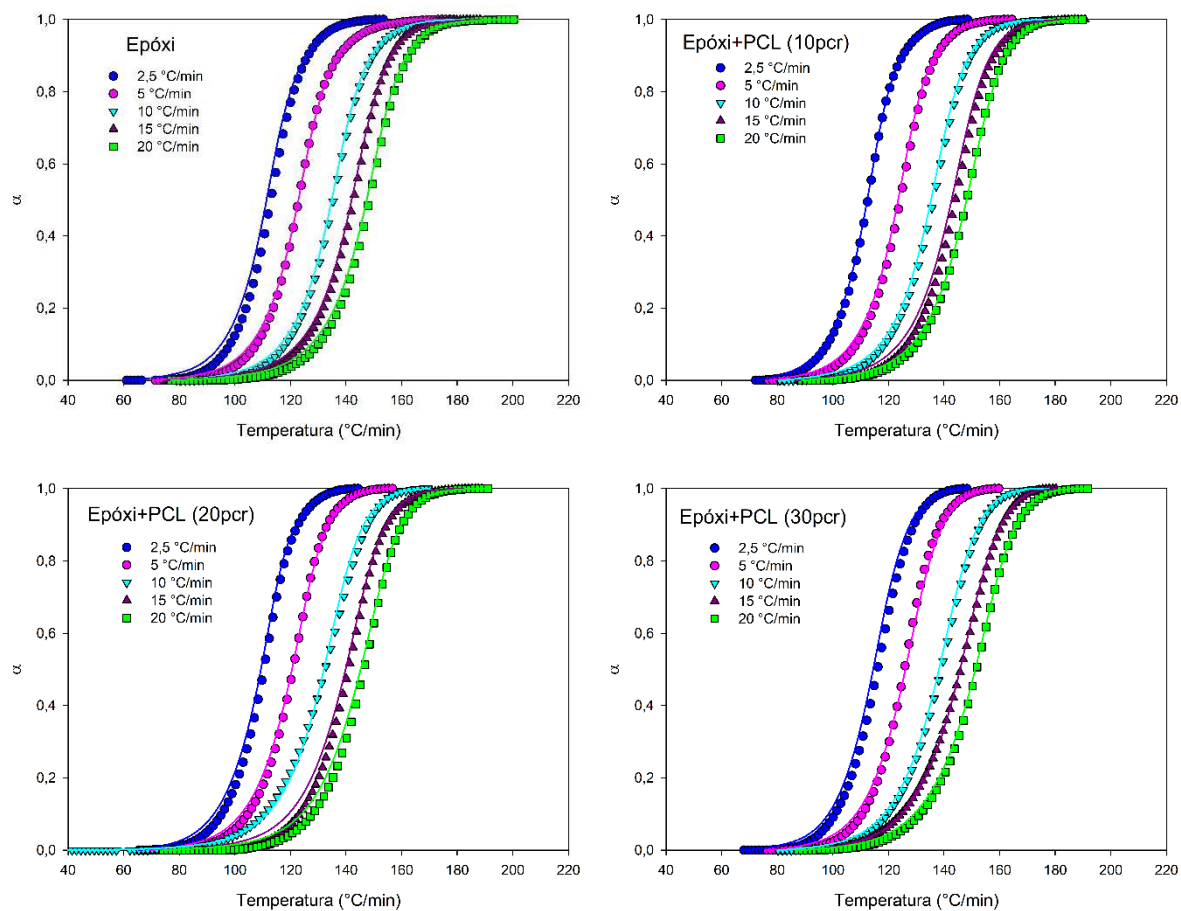 Epóxi
2,5 °C/min
5 °C/min
10 °C/min
15 °C/min
20 °C/min
1,0
0,8
0,6
0,4
0,2
0,0
α
40 60 80 100 120 140 160 180 200 220
Temperatura (°C/min)
Epóxi+PCL (10pcr)
2,5 °C/min
5 °C/min
10 °C/min
15 °C/min
20 °C/min
1,0
0,8
0,6
0,4
0,2
0,0
α
40 60 80 100 120 140 160 180 200 220
Temperatura (°C/min)
Epóxi+PCL (20pcr)
2,5 °C/min
5 °C/min
10 °C/min
15 °C/min
20 °C/min
1,0
0,8
0,6
0,4
0,2
0,0
α
40 60 80 100 120 140 160 180 200 220
Temperatura (°C/min)
Epóxi+PCL (30pcr)
2,5 °C/min
5 °C/min
10 °C/min
15 °C/min
20 °C/min
1,0
0,8
0,6
0,4
0,2
0,0
α
40 60 80 100 120 140 160 180 200 220
Temperatura (°C/min)